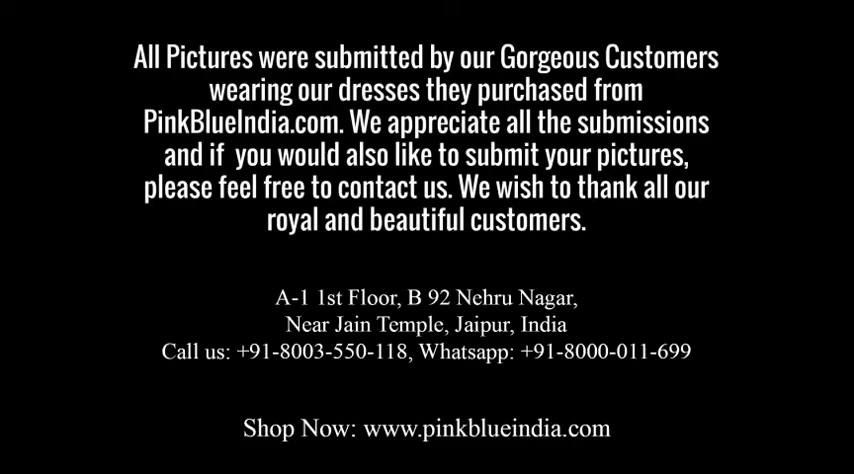 All Pictures were submitted by our Gorgeous Customers
wearing our dresses they purchased from
PinkBlueIndia.com. We appreciate all the submissions
and if you would also like to submit your pictures,
please feel free to contact us. We wish to thank all our
royal and beautiful customers.
A-1 1st Floor, B 92 Nehru Nagar,
Near Jain Temple, Jaipur, India
Call us: +91-8003-550-118, Whatsapp: +91-8000-011-699
Shop Now: www.pinkblueindia.com